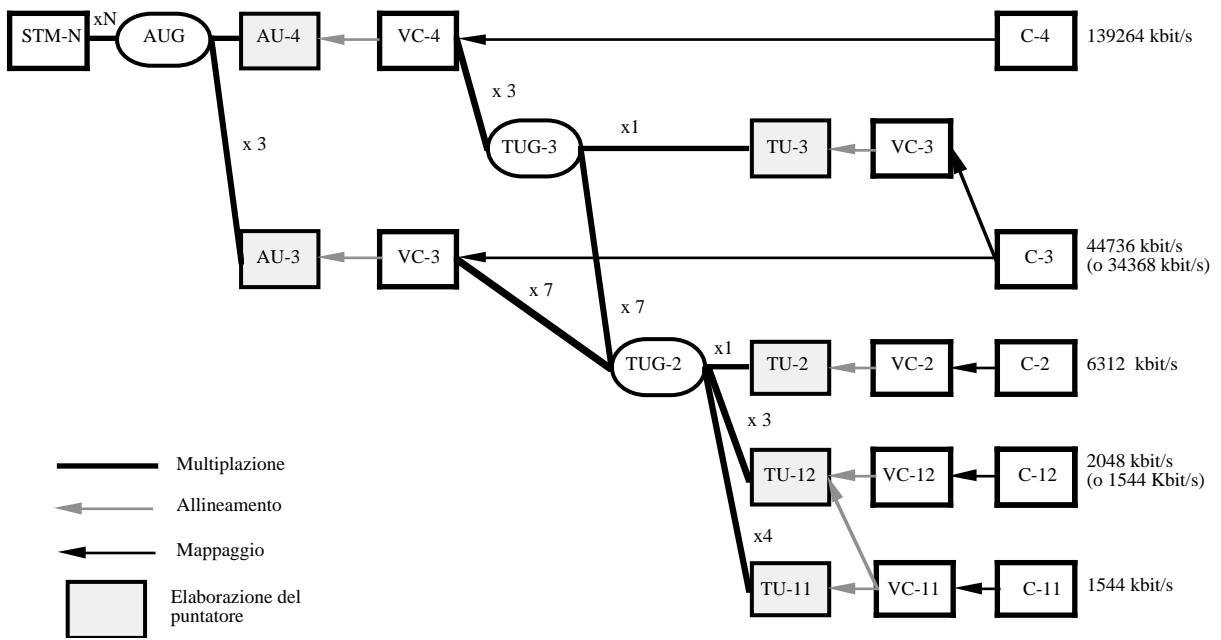 xN
STM-N
AUG
AU-4
VC-4
C-4
139264 kbit/s
x 3
x 3
TUG-3
x1
TU-3
VC-3
AU-3
VC-3
C-3
44736 kbit/s
(o 34368 kbit/s)
x 7
x 7
TUG-2
x1
TU-2
VC-2
C-2
6312 kbit/s
x 3
TU-12
VC-12
C-12
2048 kbit/s
(o 1544 Kbit/s)
x4
TU-11
VC-11
C-11
1544 kbit/s
Multiplazione
Allineamento
Mappaggio
Elaborazione del
puntatore